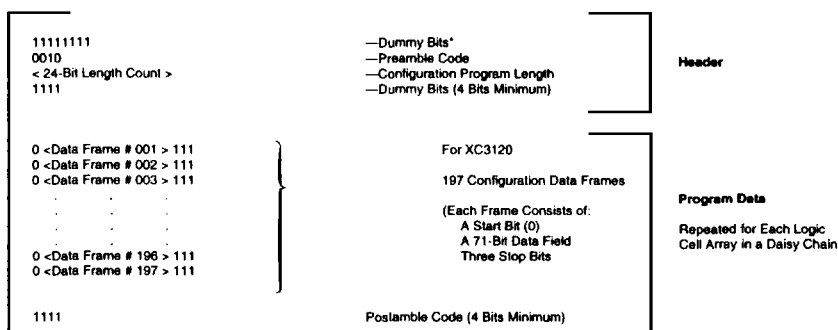 11111111 —Dummy Bits*
0010 —Preamble Code
< 24-Bit Length Count > —Configuration Program Length
1111 —Dummy Bits (4 Bits Minimum)
Header
0 <Data Frame # 001 > 111
0 <Data Frame # 002 > 111
0 <Data Frame # 003 > 111
. . .
. . .
. . .
. . .
0 <Data Frame # 196 > 111
0 <Data Frame # 197 > 111
For XC3120
197 Configuration Data Frames
(Each Frame Consists of:
A Start Bit (0)
A 71-Bit Data Field
Three Stop Bits
Program Data
Repeated for Each Logic
Cell Array in a Daisy Chain
1111 Postamble Code (4 Bits Minimum)